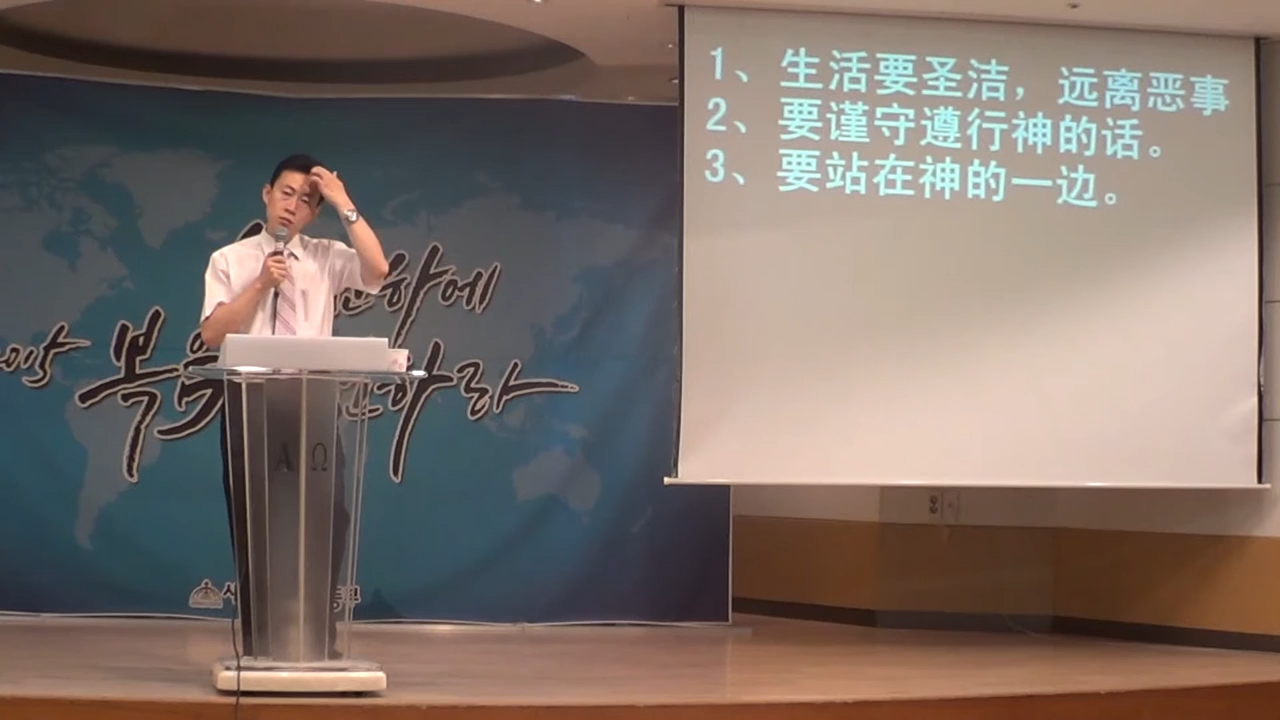 1、生活要圣洁，远离恶事
2、要谨守遵行神的话。
3、要站在神的一边。
하에
복음
하라
Α Ω